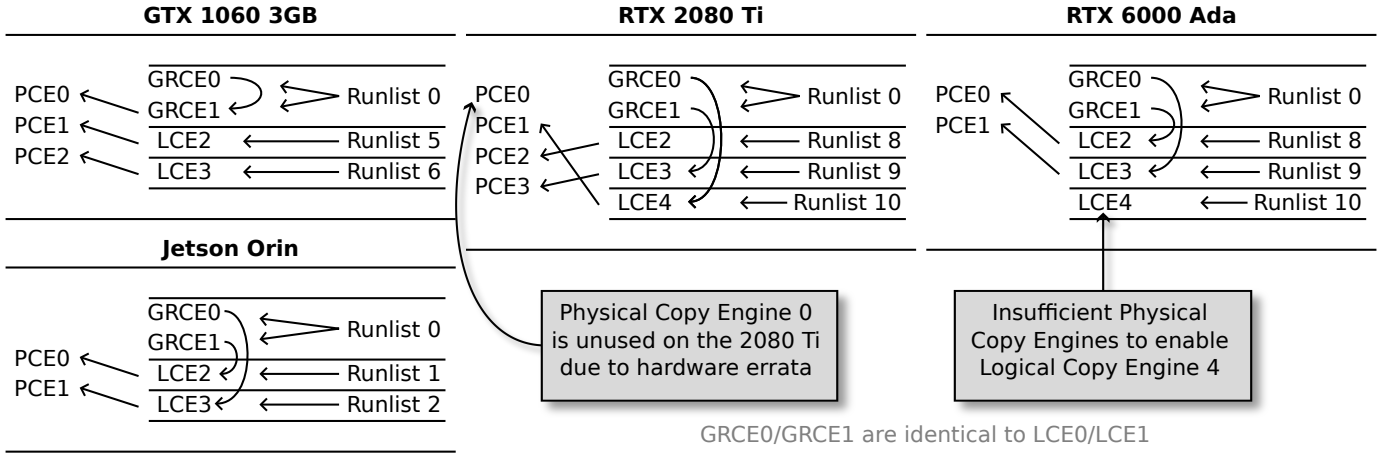 GTX 1060 3GB
PCE0
PCE1
PCE2
GRCE0
GRCE1
LCE2
LCE3
Runlist 0
Runlist 5
Runlist 6
RTX 2080 Ti
PCE0
PCE1
PCE2
PCE3
GRCE0
GRCE1
LCE2
LCE3
LCE4
Runlist 0
Runlist 8
Runlist 9
Runlist 10
RTX 6000 Ada
PCE0
PCE1
GRCE0
GRCE1
LCE2
LCE3
LCE4
Runlist 0
Runlist 8
Runlist 9
Runlist 10
Jetson Orin
PCE0
PCE1
GRCE0
GRCE1
LCE2
LCE3
Runlist 0
Runlist 1
Runlist 2
Physical Copy Engine 0
is unused on the 2080 Ti
due to hardware errata
Insufficient Physical
Copy Engines to enable
Logical Copy Engine 4
GRCE0/GRCE1 are identical to LCE0/LCE1